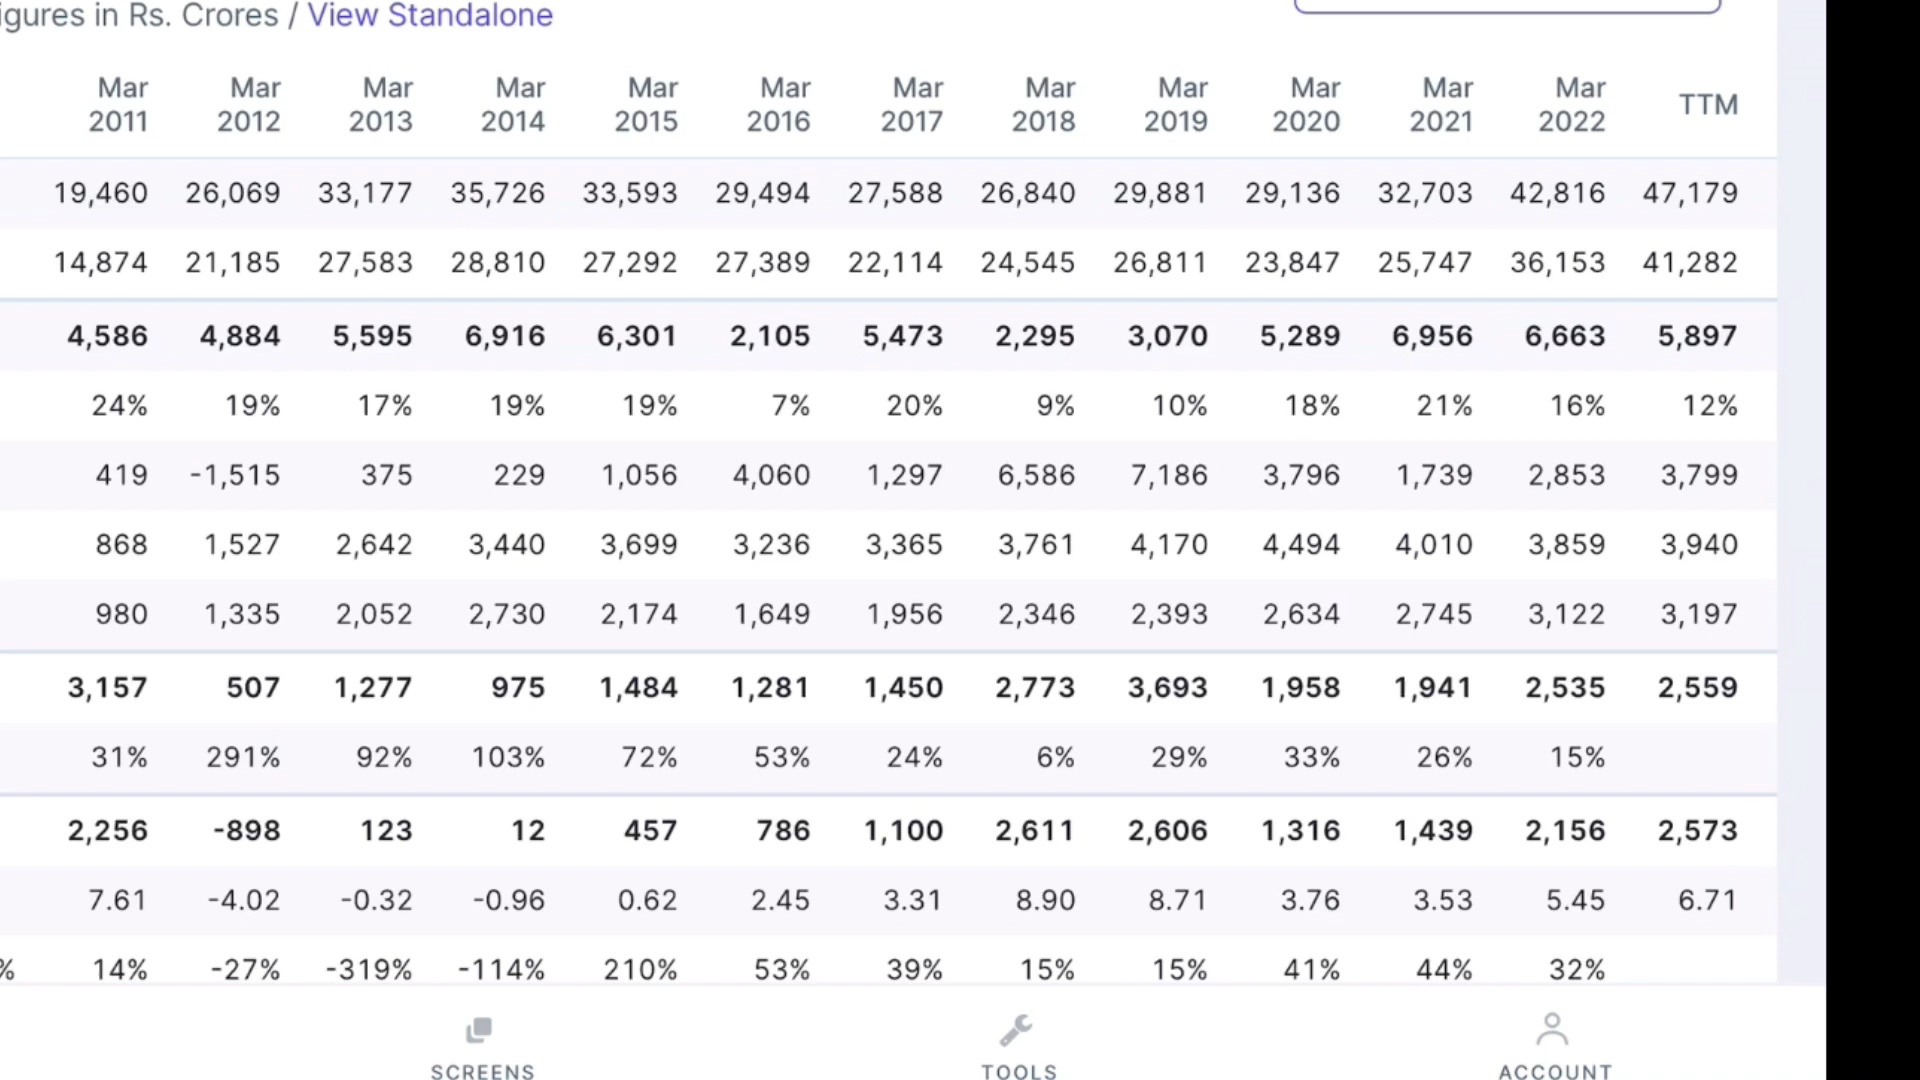 igures in Rs. Crores / View Standalone
Mar 2011 Mar 2012 Mar 2013 Mar 2014 Mar 2015 Mar 2016 Mar 2017 Mar 2018 Mar 2019 Mar 2020 Mar 2021 Mar 2022 TTM
19,460 26,069 33,177 35,726 33,593 29,494 27,588 26,840 29,881 29,136 32,703 42,816 47,179
14,874 21,185 27,583 28,810 27,292 27,389 22,114 24,545 26,811 23,847 25,747 36,153 41,282
4,586 4,884 5,595 6,916 6,301 2,105 5,473 2,295 3,070 5,289 6,956 6,663 5,897
24% 19% 17% 19% 19% 7% 20% 9% 10% 18% 21% 16% 12%
419 -1,515 375 229 1,056 4,060 1,297 6,586 7,186 3,796 1,739 2,853 3,799
868 1,527 2,642 3,440 3,699 3,236 3,365 3,761 4,170 4,494 4,010 3,859 3,940
980 1,335 2,052 2,730 2,174 1,649 1,956 2,346 2,393 2,634 2,745 3,122 3,197
3,157 507 1,277 975 1,484 1,281 1,450 2,773 3,693 1,958 1,941 2,535 2,559
31% 291% 92% 103% 72% 53% 24% 6% 29% 33% 26% 15%
2,256 -898 123 12 457 786 1,100 2,611 2,606 1,316 1,439 2,156 2,573
7.61 -4.02 -0.32 -0.96 0.62 2.45 3.31 8.90 8.71 3.76 3.53 5.45 6.71
% 14% -27% -319% -114% 210% 53% 39% 15% 15% 41% 44% 32%
SCREENS TOOLS ACCOUNT